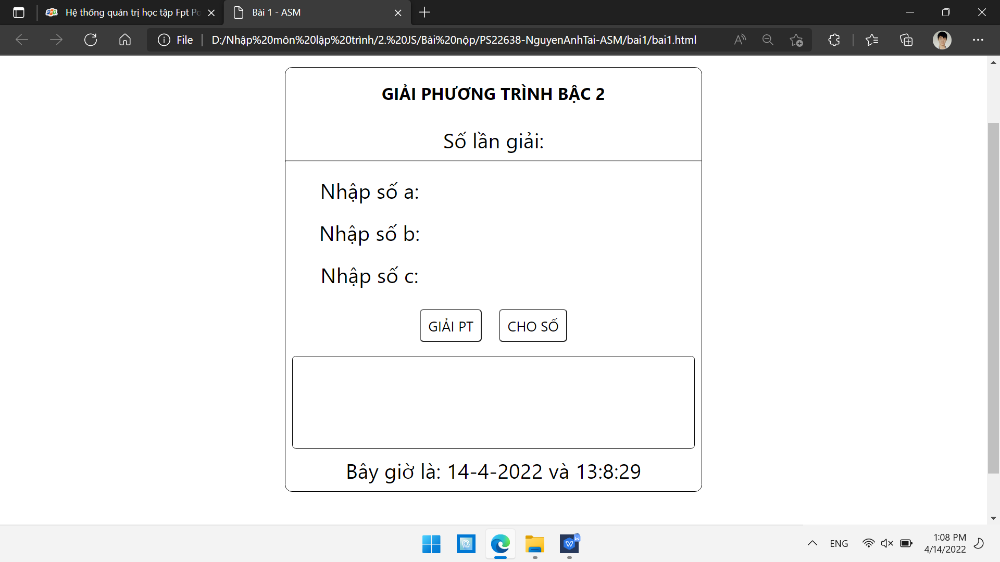 Hệ thống quản trị học tập Fpt Po
Bài 1 - ASM
File
D:/Nhập%20môn%20lập%20trình/2.%20JS/Bài%20nộp/PS22638-NguyenAnhTai-ASM/bai1/bai1.html
GIẢI PHƯƠNG TRÌNH BẬC 2
Số lần giải:
Nhập số a:
Nhập số b:
Nhập số c:
GIẢI PT CHO SỐ
Bây giờ là: 14-4-2022 và 13:8:29
ENG
1:08 PM
4/14/2022